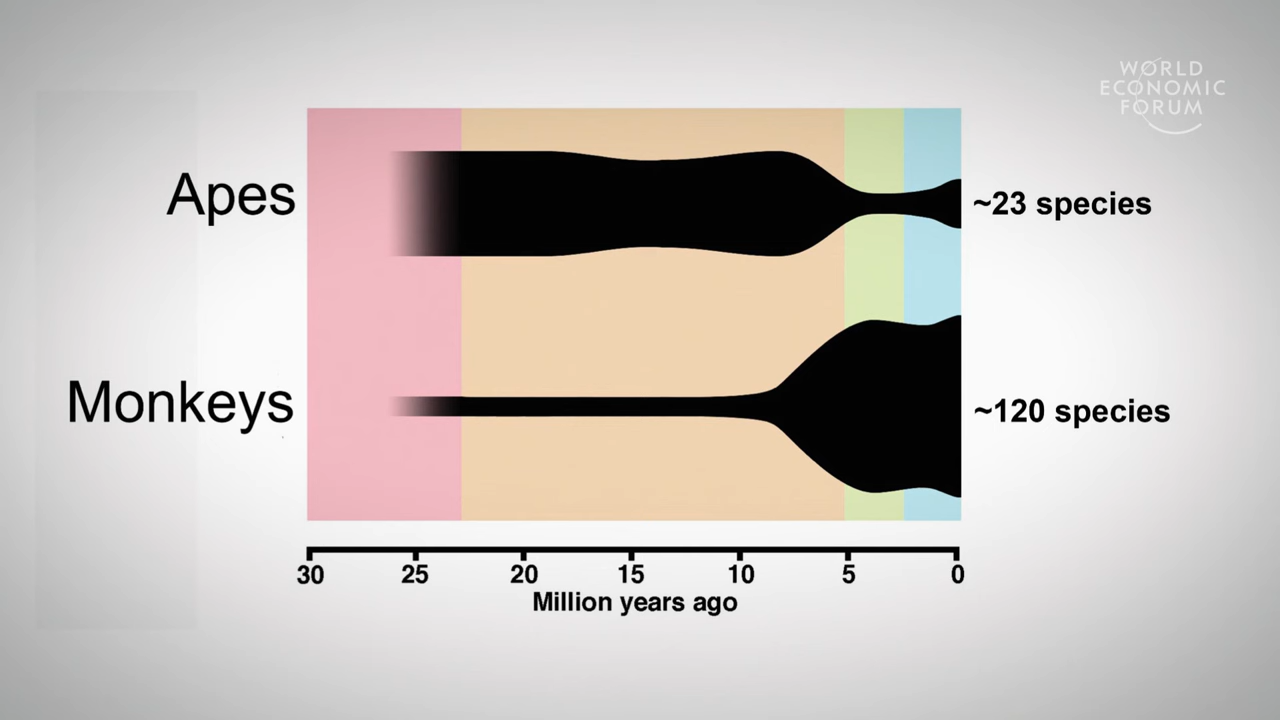 WORLD
ECONOMIC
FORUM
Apes
~23 species
Monkeys
~120 species
30 25 20 15 10 5 0
Million years ago